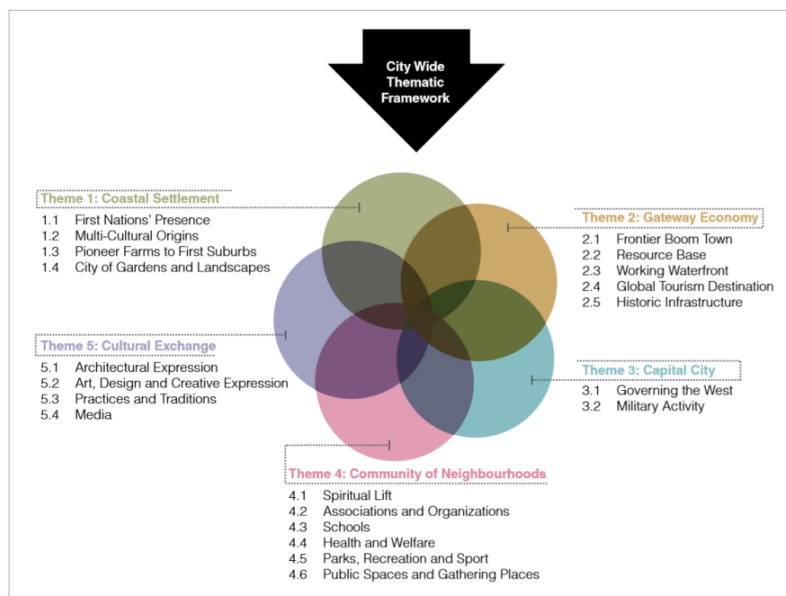 City Wide
Thematic
Framework
Theme 1: Coastal Settlement
1.1 First Nations' Presence
1.2 Multi-Cultural Origins
1.3 Pioneer Farms to First Suburbs
1.4 City of Gardens and Landscapes
Theme 2: Gateway Economy
2.1 Frontier Boom Town
2.2 Resource Base
2.3 Working Waterfront
2.4 Global Tourism Destination
2.5 Historic Infrastructure
Theme 5: Cultural Exchange
5.1 Architectural Expression
5.2 Art, Design and Creative Expression
5.3 Practices and Traditions
5.4 Media
Theme 3: Capital City
3.1 Governing the West
3.2 Military Activity
Theme 4: Community of Neighbourhoods
4.1 Spiritual Lift
4.2 Associations and Organizations
4.3 Schools
4.4 Health and Welfare
4.5 Parks, Recreation and Sport
4.6 Public Spaces and Gathering Places